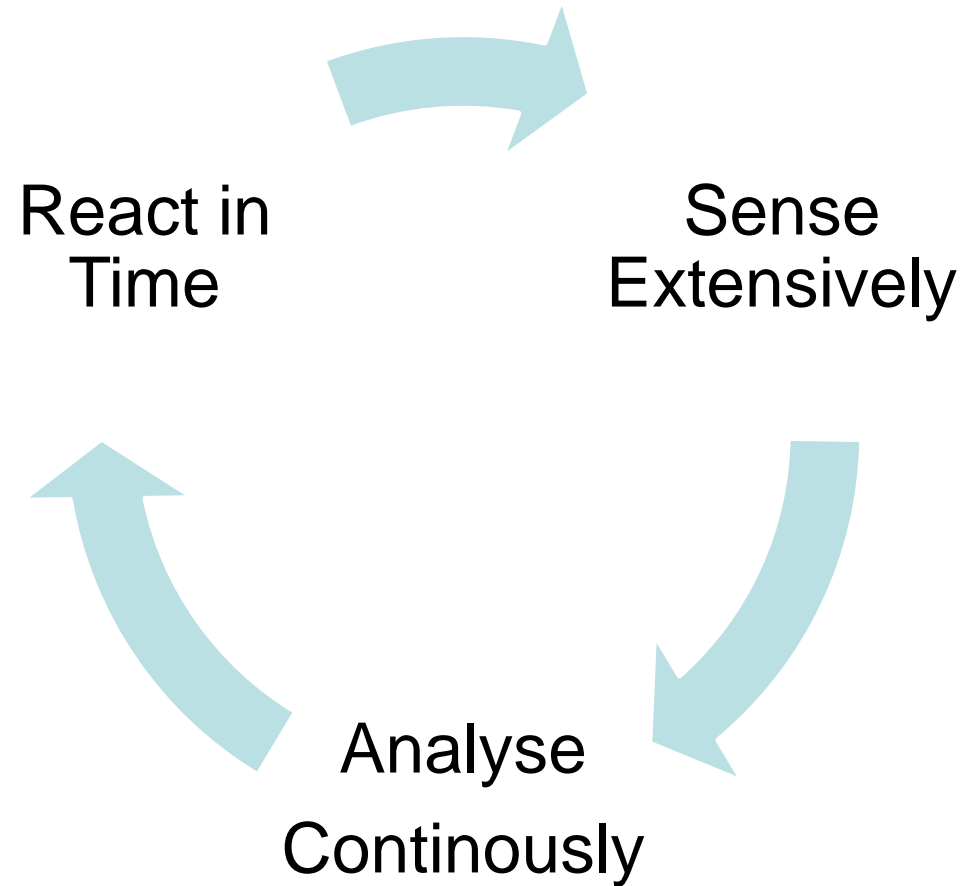 React in
Time
Sense
Extensively
Analyse
Continously